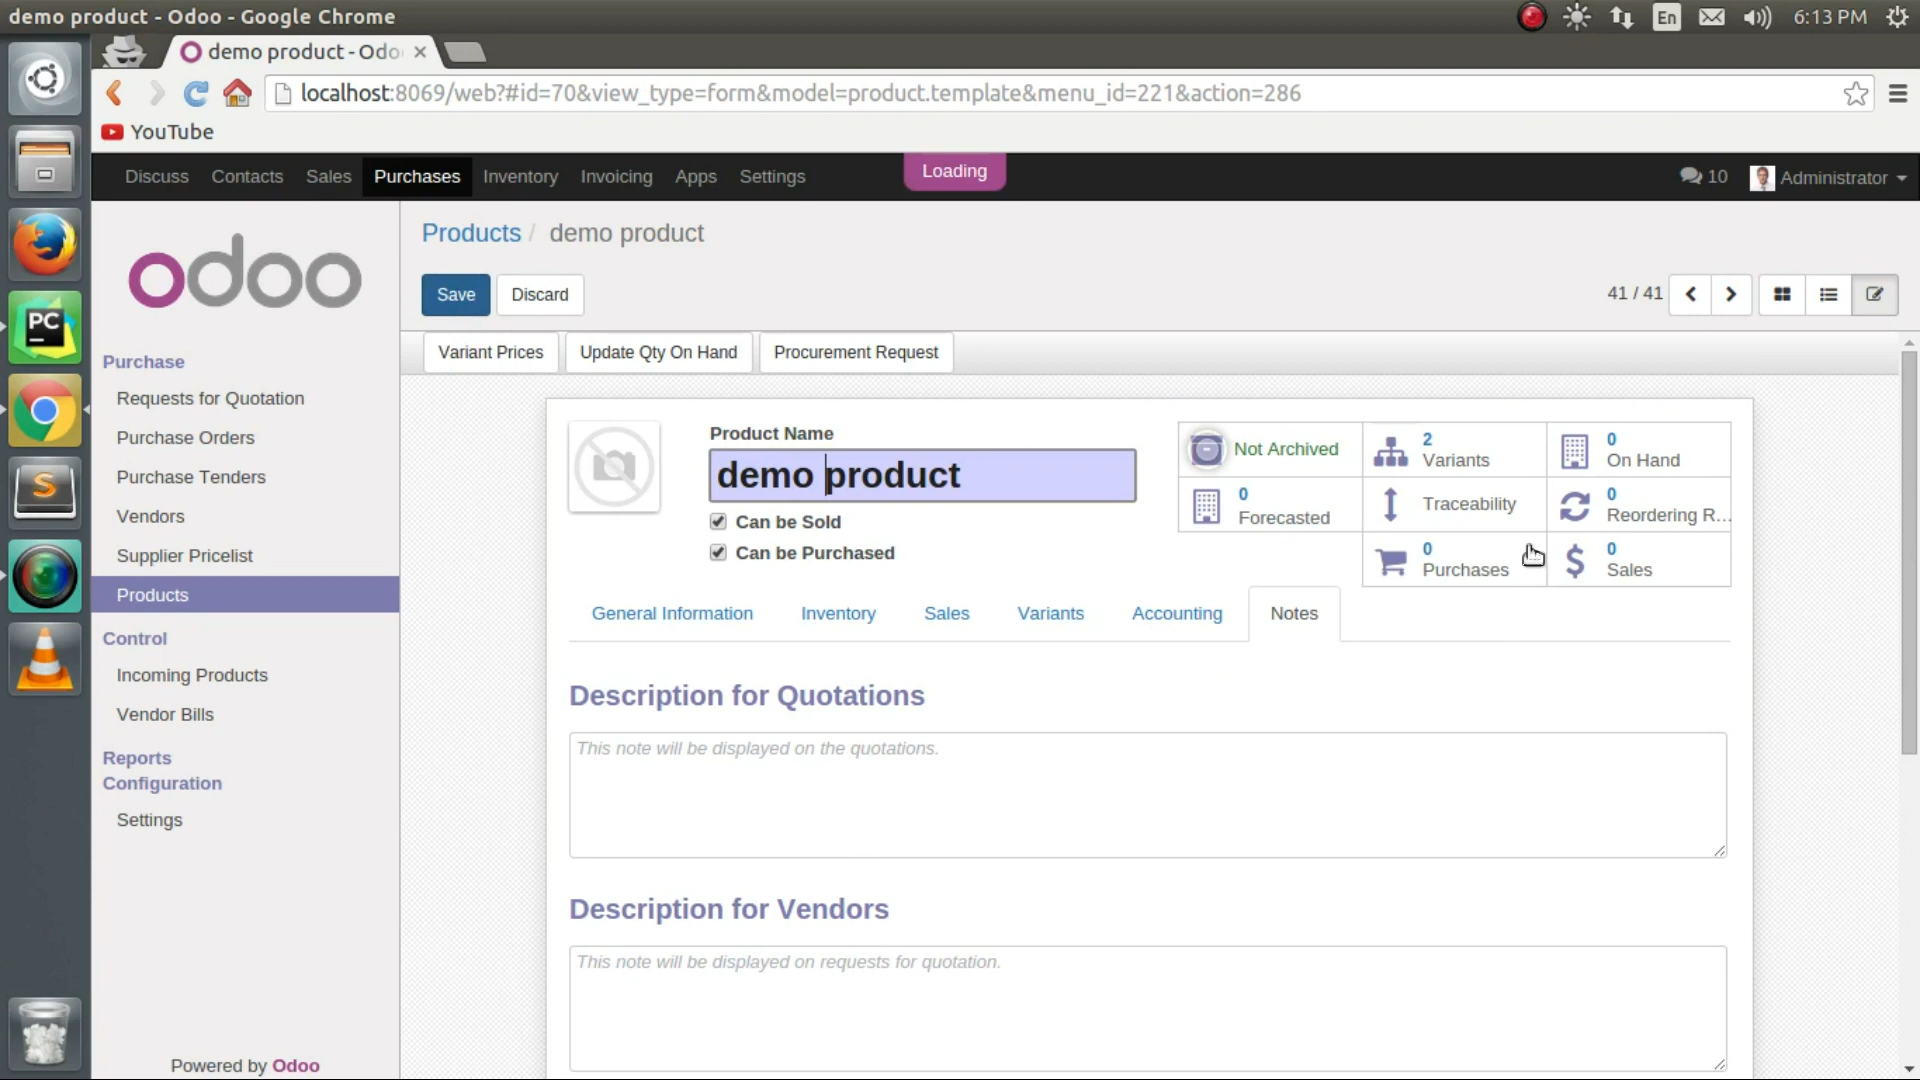 demo product - Odoo - Google Chrome
En
6:13 PM
demo product - Odo
localhost:8069/web?#id=70&view_type=form&model=product.template&menu_id=221&action=286
YouTube
Discuss
Contacts
Sales
Purchases
Inventory
Invoicing
Apps
Settings
Loading
10
Administrator
odoo
Products / demo product
Save
Discard
41 / 41
Variant Prices
Update Qty On Hand
Procurement Request
Purchase
Requests for Quotation
Purchase Orders
Purchase Tenders
Vendors
Supplier Pricelist
Products
Control
Incoming Products
Vendor Bills
Reports
Configuration
Settings
Powered by Odoo
PC
S
Product Name
demo product
Can be Sold
Can be Purchased
Not Archived
2
Variants
0
On Hand
0
Forecasted
Traceability
0
Reordering R...
0
Purchases
0
Sales
General Information
Inventory
Sales
Variants
Accounting
Notes
Description for Quotations
This note will be displayed on the quotations.
Description for Vendors
This note will be displayed on requests for quotation.